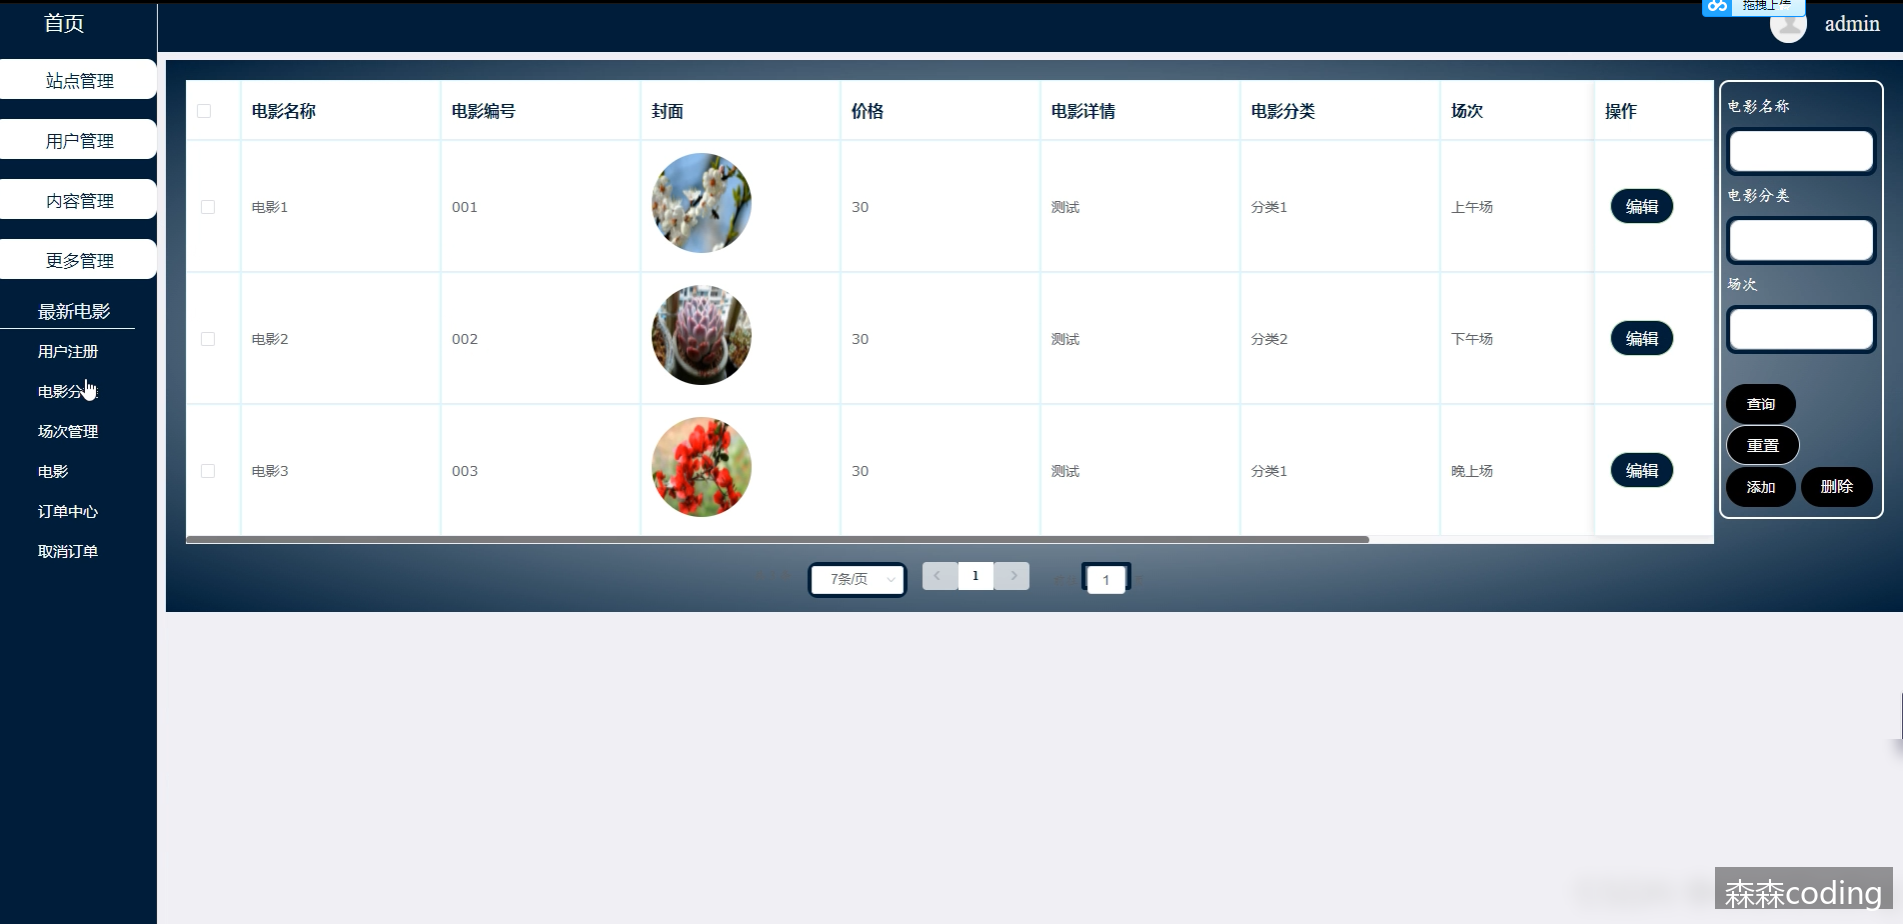 首页
拖拽上传
admin
站点管理
用户管理
内容管理
更多管理
最新电影
用户注册
电影分
场次管理
电影
订单中心
取消订单
电影名称 电影编号 封面 价格 电影详情 电影分类 场次 操作
电影1 001 30 测试 分类1 上午场 编辑
电影2 002 30 测试 分类2 下午场 编辑
电影3 003 30 测试 分类1 晚上场 编辑
7条/页 1 1
电影名称
电影分类
场次
查询
重置
添加 删除
森森coding